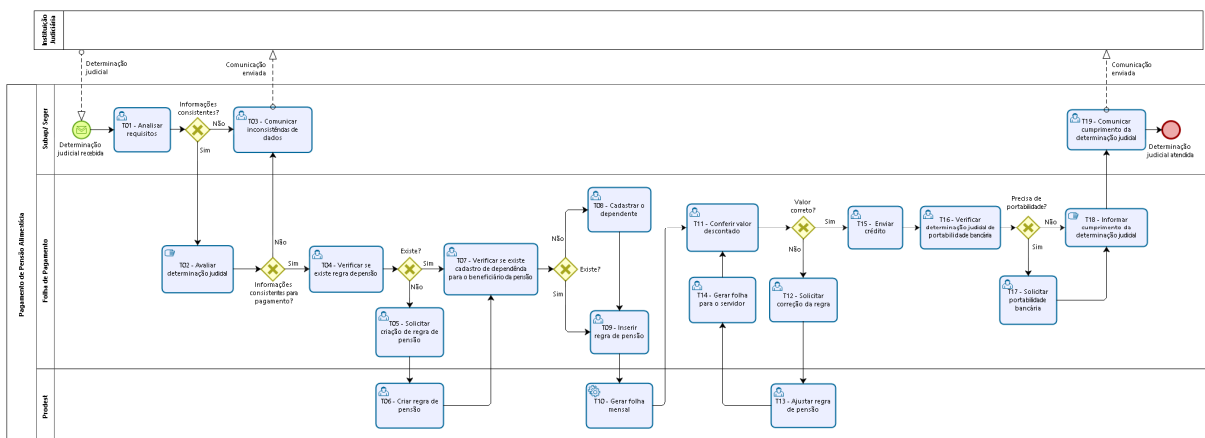 Instituição
Judiciária
Determinação
judicial
Comunicação
enviada
Comunicação
enviada
Pagamento de Pensão Alimentícia
Subap/ Seger
Determinação
judicial recebida
T01 - Analisar
requisitos
Informações
consistentes?
Não
Sim
T03 - Comunicar
inconsistências de
dados
T19 - Comunicar
cumprimento da
determinação judicial
Determinação
judicial atendida
Folha de Pagamento
T02 - Avaliar
determinação judicial
Não
Sim
Informações
consistentes para
pagamento?
T04 - Verificar se
existe regra de pensão
Existe?
Sim
Não
T05 - Solicitar
criação de regra de
pensão
T07 - Verificar se existe
cadastro de dependência
para o beneficiário da pensão
Não
Existe?
Sim
T08 - Cadastrar o
dependente
T09 - Inserir
regra de pensão
T11 - Conferir valor
descontado
T14 - Gerar folha
para o servidor
Valor
correto?
Sim
Não
T12 - Solicitar
correção da regra
T15 - Enviar
crédito
T16 - Verificar
determinação judicial de
portabilidade bancária
Precisa de
portabilidade?
Não
Sim
T17 - Solicitar
portabilidade
bancária
T18 - Informar
cumprimento da
determinação judicial
Prodest
T06 - Criar regra de
pensão
T10 - Gerar folha
mensal
T13 - Ajustar regra
de pensão